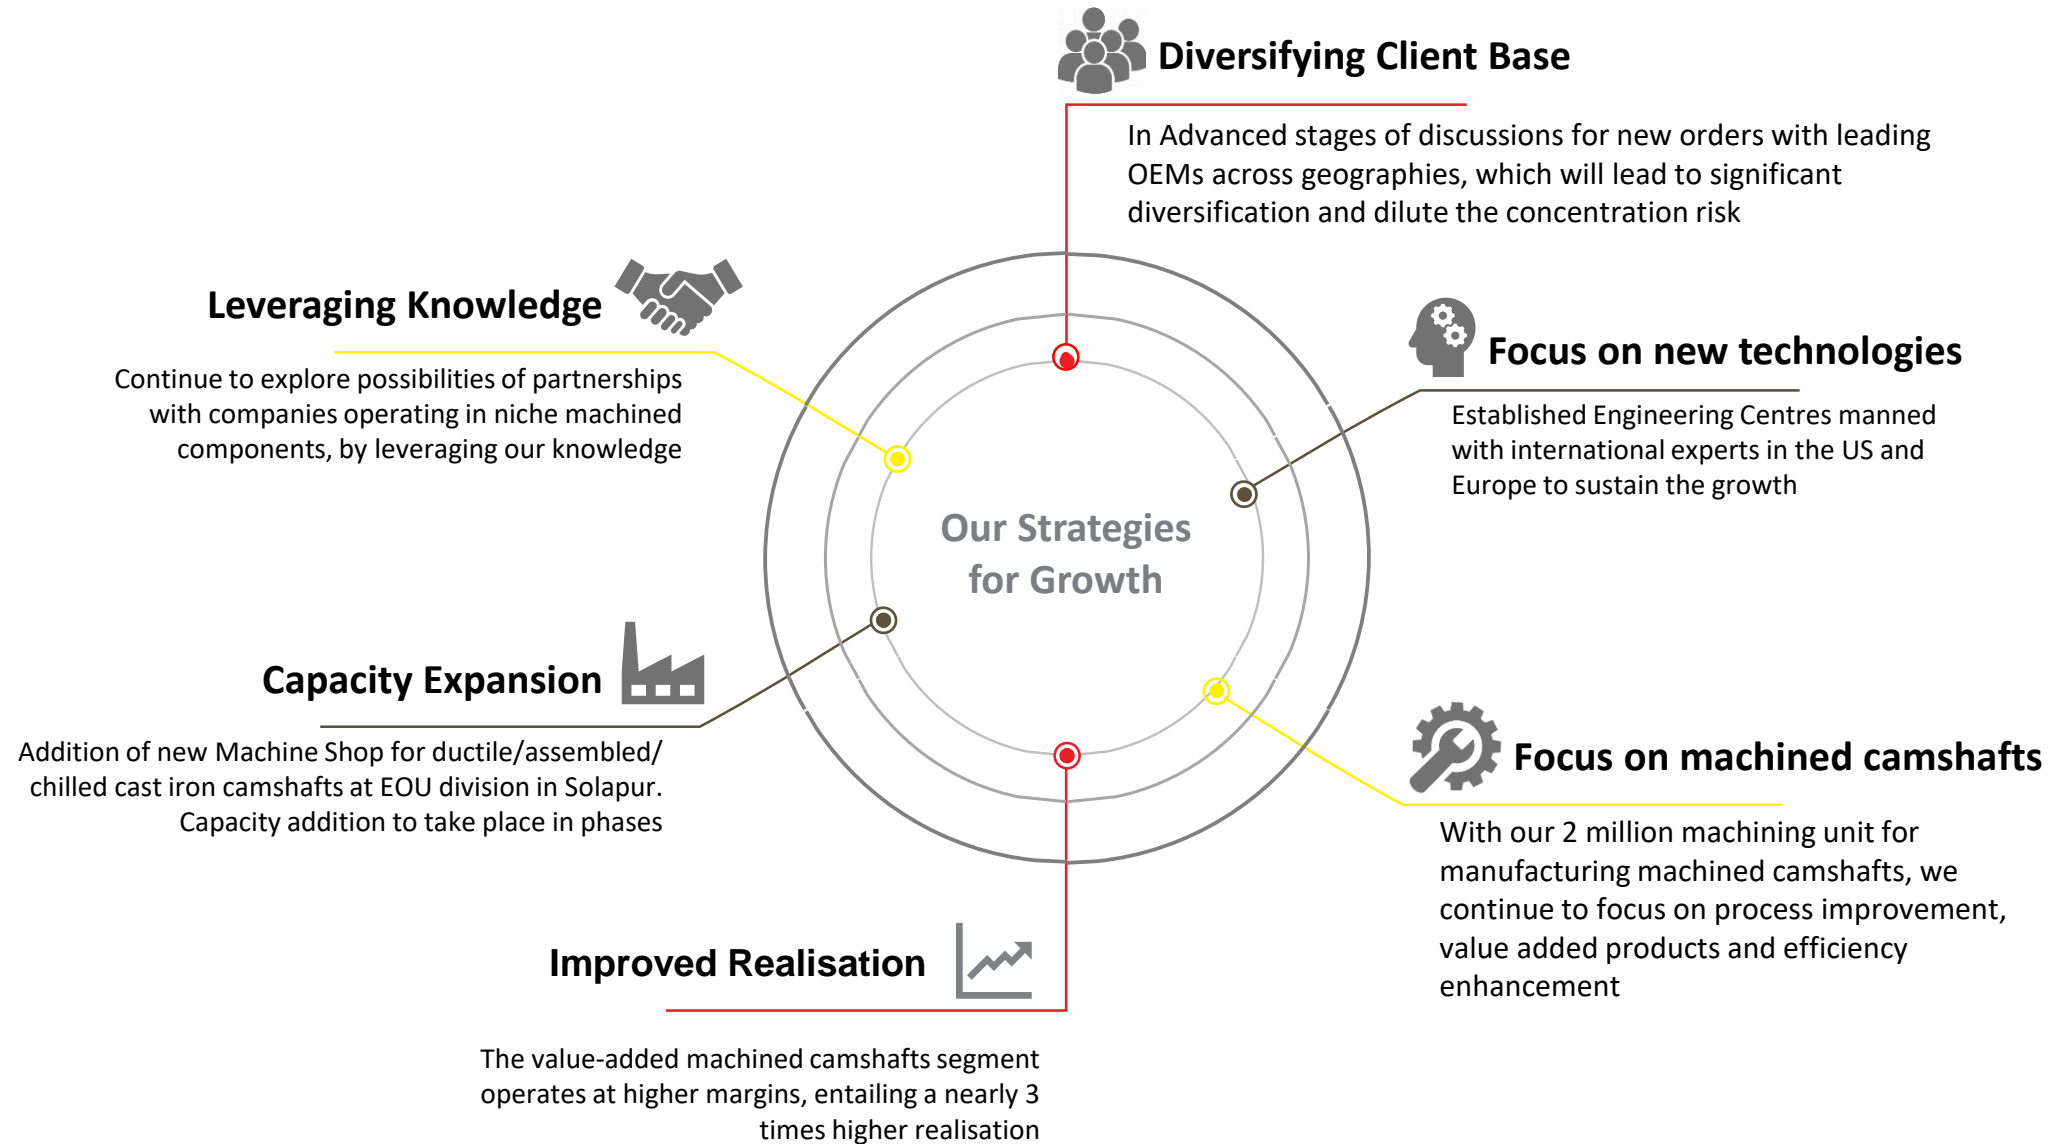 Diversifying Client Base
In Advanced stages of discussions for new orders with leading
OEMs across geographies, which will lead to significant
diversification and dilute the concentration risk
Leveraging Knowledge
Continue to explore possibilities of partnerships
with companies operating in niche machined
components, by leveraging our knowledge
Focus on new technologies
Established Engineering Centres manned
with international experts in the US and
Europe to sustain the growth
Our Strategies
for Growth
Capacity Expansion
Addition of new Machine Shop for ductile/assembled/
chilled cast iron camshafts at EOU division in Solapur.
Capacity addition to take place in phases
Focus on machined camshafts
With our 2 million machining unit for
manufacturing machined camshafts, we
continue to focus on process improvement,
value added products and efficiency
enhancement
Improved Realisation
The value-added machined camshafts segment
operates at higher margins, entailing a nearly 3
times higher realisation